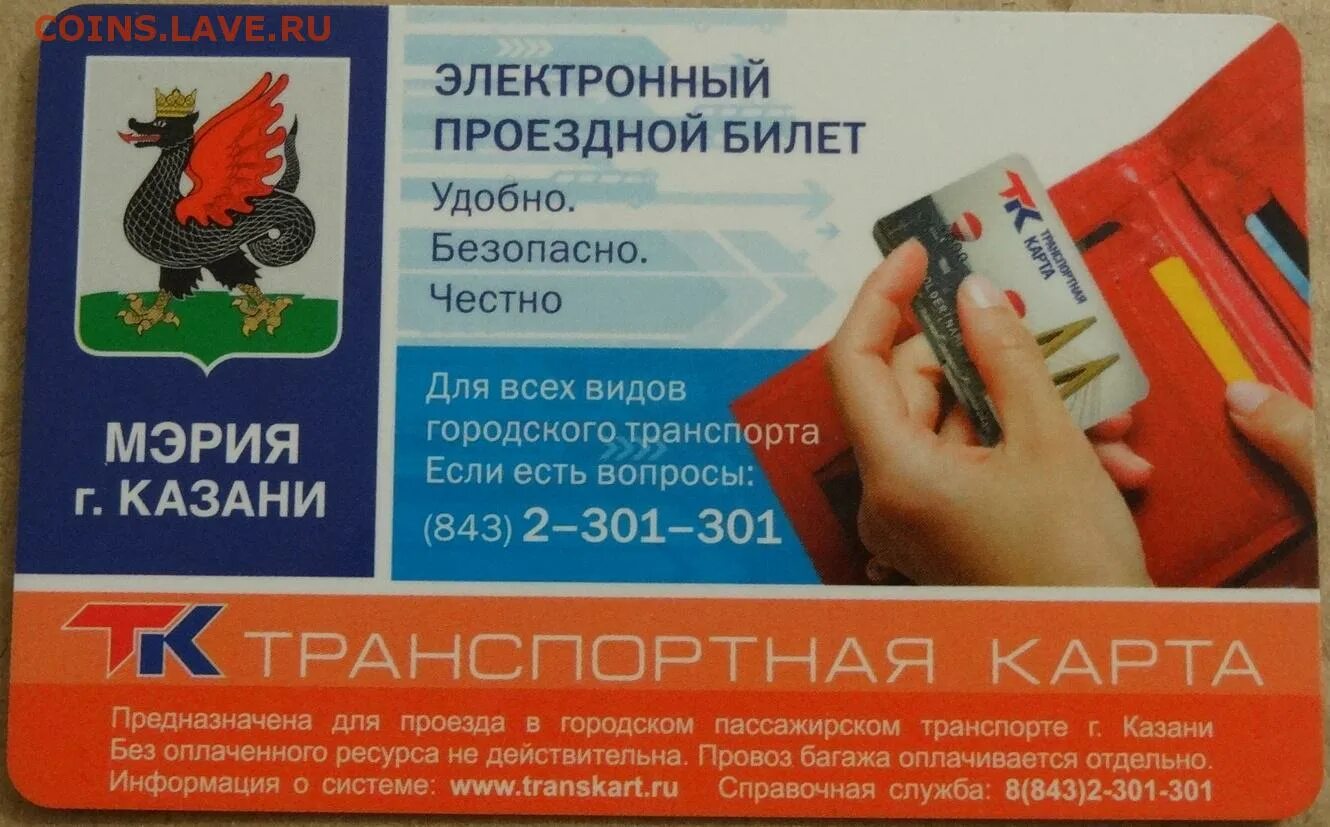 COINS.LAVE.RU
ЭЛЕКТРОННЫЙ
ПРОЕЗДНОЙ БИЛЕТ
Удобно.
Безопасно.
Честно
Для всех видов
городского транспорта
Если есть вопросы:
(843) 2–301–301
МЭРИЯ
г. КАЗАНИ
ТК
ТРАНСПОРТНАЯ
КАРТА
ТК ТРАНСПОРТНАЯ КАРТА
Предназначена для проезда в городском пассажирском транспорте г. Казани
Без оплаченного ресурса не действительна. Провоз багажа оплачивается отдельно.
Информация о системе: www.transkart.ru Справочная служба: 8(843)2-301-301